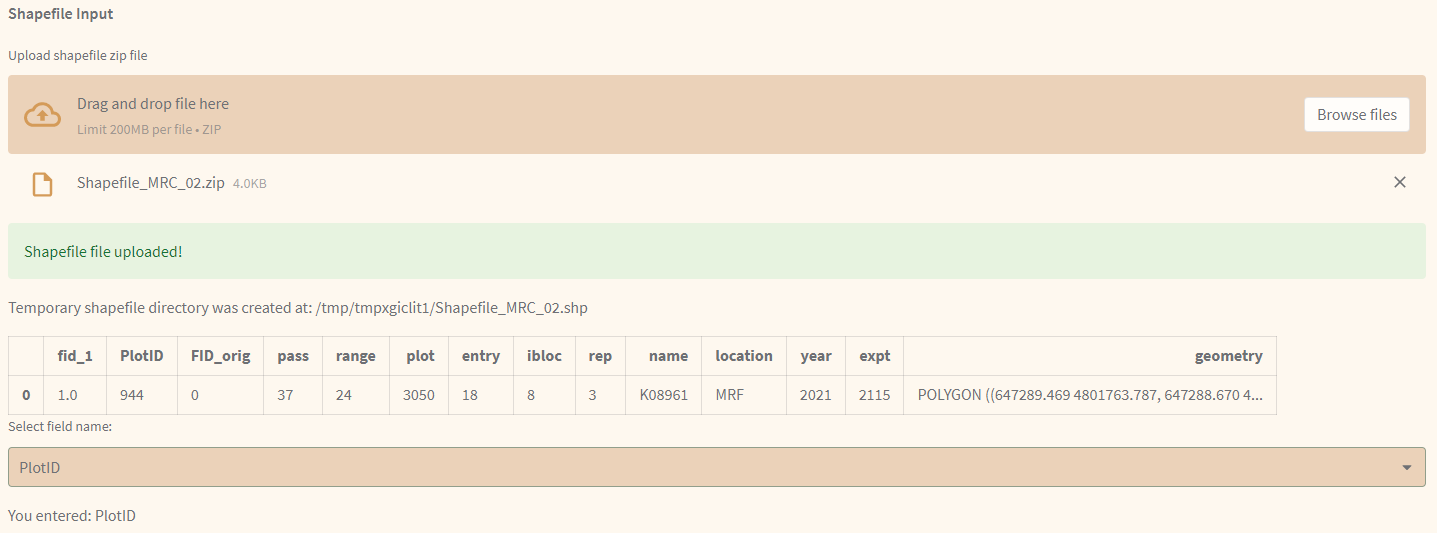 Shapefile Input
Upload shapefile zip file
Drag and drop file here
Limit 200MB per file • ZIP
Browse files
Shapefile_MRC_02.zip 4.0KB
Shapefile file uploaded!
Temporary shapefile directory was created at: /tmp/tmpxgiclit1/Shapefile_MRC_02.shp
fid_1 PlotID FID_orig pass range plot entry ibloc rep name location year expt geometry
0 1.0 944 0 37 24 3050 18 8 3 K08961 MRF 2021 2115 POLYGON ((647289.469 4801763.787, 647288.670 4...
Select field name:
PlotID
You entered: PlotID